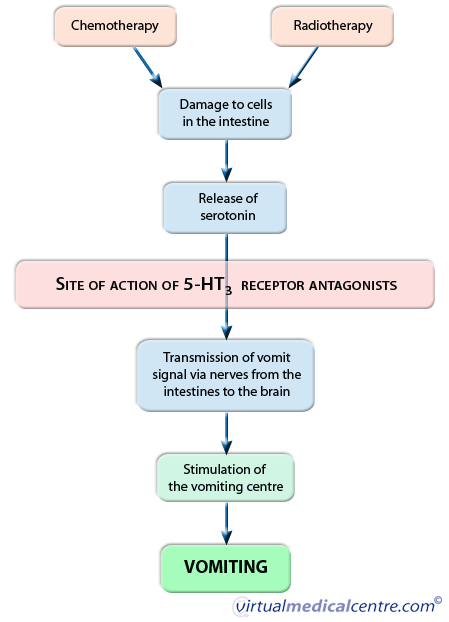 Chemotherapy
Radiotherapy
Damage to cells
in the intestine
Release of
serotonin
SITE OF ACTION OF 5-HT3 RECEPTOR ANTAGONISTS
Transmission of vomit
signal via nerves from the
intestines to the brain
Stimulation of
the vomiting centre
VOMITING
virtualmedicalcentre.com©